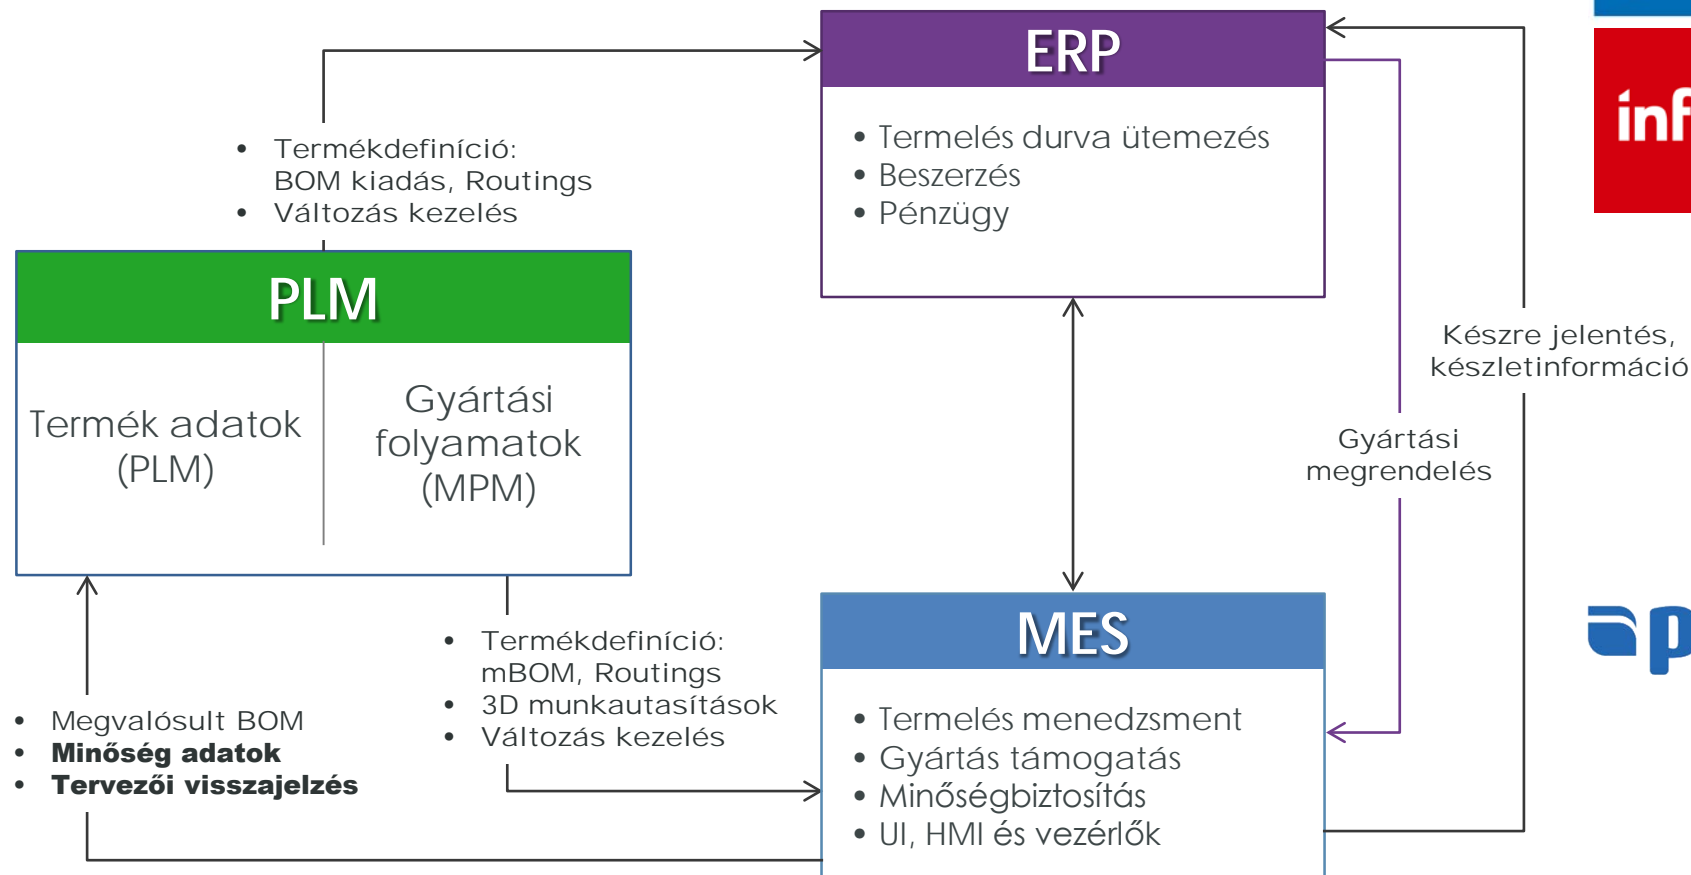 ERP
• Termelés durva ütemezés
• Beszerzés
• Pénzügy
• Termékdefiníció:
BOM kiadás, Routings
• Változás kezelés
PLM
Termék adatok
(PLM)
Gyártási
folyamatok
(MPM)
Készre jelentés,
készletinformáció
Gyártási
megrendelés
• Termékdefiníció:
mBOM, Routings
• 3D munkautasítások
• Változás kezelés
• Megvalósult BOM
• Minőség adatok
• Tervezői visszajelzés
MES
• Termelés menedzsment
• Gyártás támogatás
• Minőségbiztosítás
• UI, HMI és vezérlők